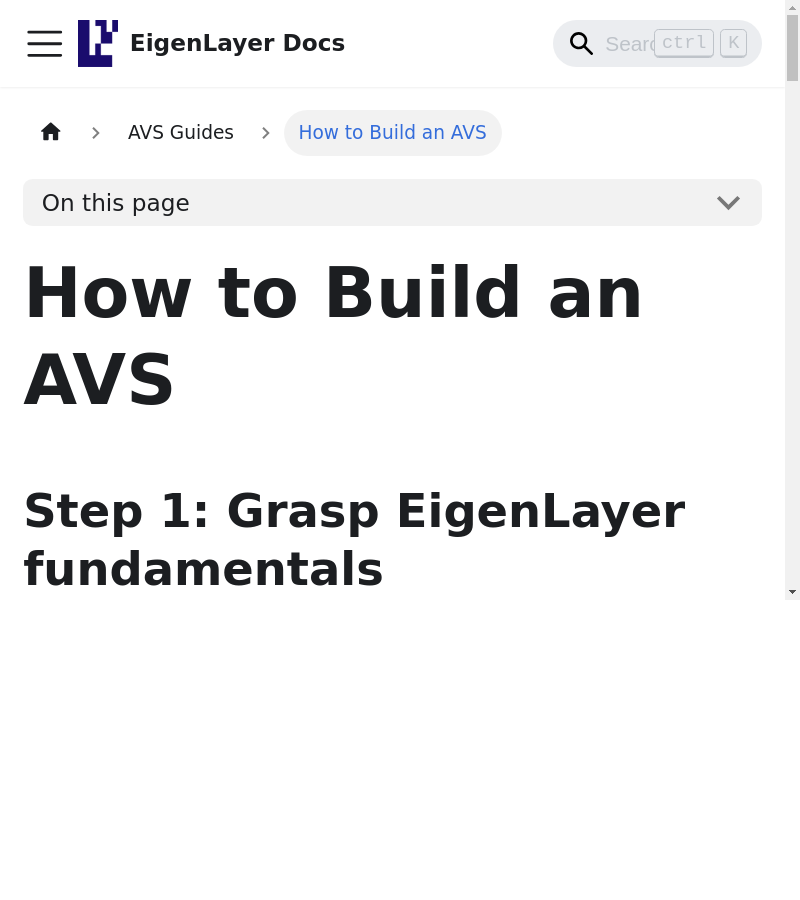 EigenLayer Docs
ctrl K
AVS Guides
How to Build an AVS
On this page
How to Build an
AVS
Step 1: Grasp EigenLayer
fundamentals